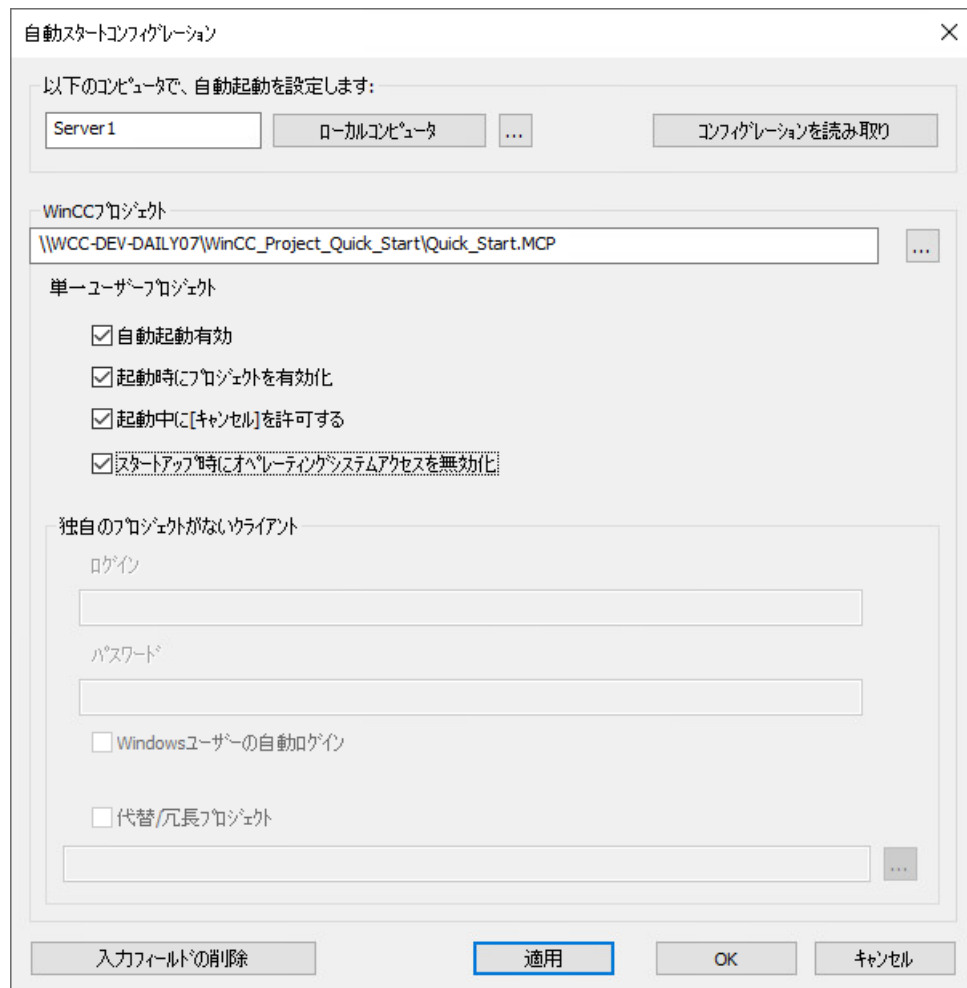 自動スタートコンフィグレーション
以下のコンピュータで、自動起動を設定します:
Server1
ローカルコンピュータ
...
コンフィグレーションを読み取り
WinCCプロジェクト
\\WCC-DEV-DAILY07\WinCC_Project_Quick_Start\Quick_Start.MCP
...
単一ユーザープロジェクト
自動起動有効
起動時にプロジェクトを有効化
起動中に[キャンセル]を許可する
スタートアップ時にオペレーティングシステムアクセスを無効化
独自のプロジェクトがないクライアント
ログイン
パスワード
Windowsユーザーの自動ログイン
代替/冗長プロジェクト
...
入力フィールドの削除
適用
OK
キャンセル